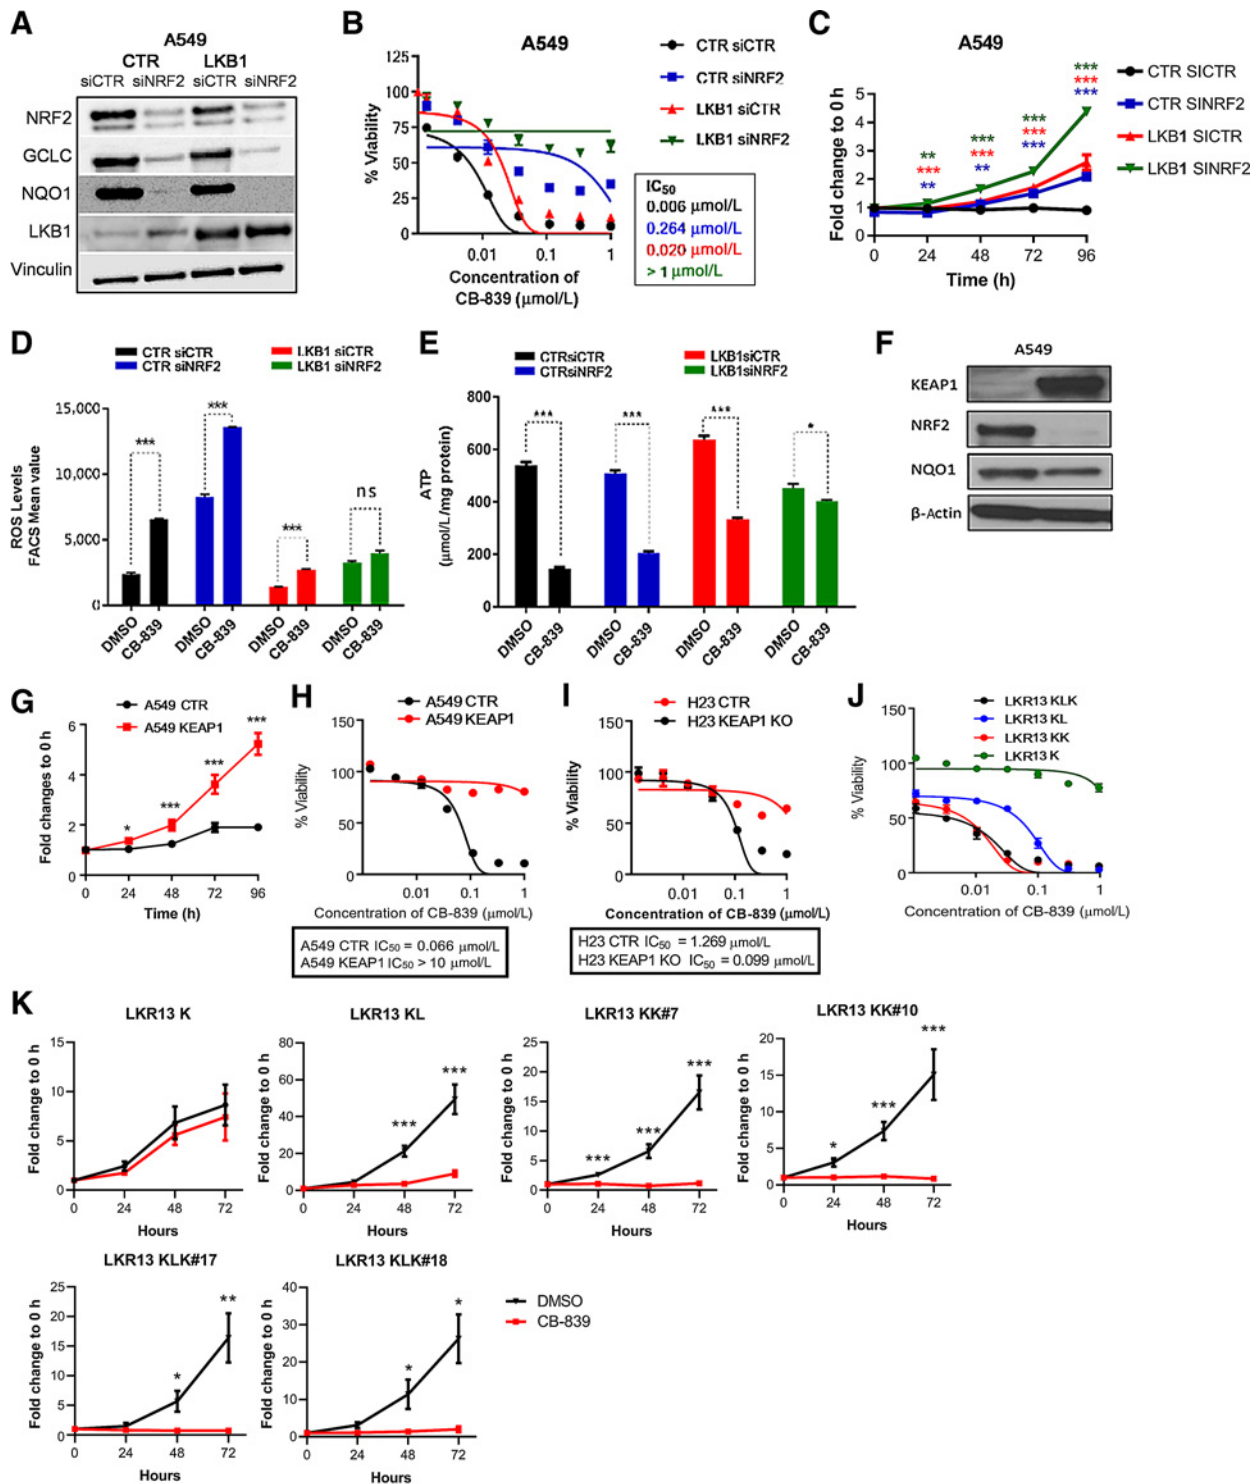 A
A549
CTR LKB1
siCTR siNRF2 siCTR siNRF2
NRF2
GCLC
NQO1
LKB1
Vinculin
B
A549
% Viability
125
100
75
50
25
0
0.01 0.1 1
Concentration of
CB-839 (μmol/L)
CTR siCTR
CTR siNRF2
LKB1 siCTR
LKB1 siNRF2
IC50
0.006 μmol/L
0.264 μmol/L
0.020 μmol/L
> 1 μmol/L
C
A549
Fold change to 0 h
5
4
3
2
1
0
0 24 48 72 96
Time (h)
** *** *** ***
*** *** *** ***
** ** *** ***
CTR SICTR
CTR SINRF2
LKB1 SICTR
LKB1 SINRF2
D
CTR siCTR
CTR siNRF2
LKB1 siCTR
LKB1 siNRF2
ROS Levels
FACS Mean value
15,000
10,000
5,000
0
*** *** *** ns
DMSO CB-839 DMSO CB-839 DMSO CB-839 DMSO CB-839
E
CTRsiCTR
CTRsiNRF2
LKB1siCTR
LKB1siNRF2
ATP
(μmol/L/mg protein)
800
600
400
200
0
*** *** *** *
DMSO CB-839 DMSO CB-839 DMSO CB-839 DMSO CB-839
F
A549
KEAP1
NRF2
NQO1
β-Actin
G
A549 CTR
A549 KEAP1
Fold changes to 0 h
6
4
2
0
* *** *** ***
0 24 48 72 96
Time (h)
H
A549 CTR
A549 KEAP1
% Viability
150
100
50
0
0.01 0.1 1
Concentration of CB-839 (μmol/L)
A549 CTR IC50 = 0.066 μmol/L
A549 KEAP1 IC50 > 10 μmol/L
I
H23 CTR
H23 KEAP1 KO
% Viability
150
100
50
0
0.01 0.1 1
Concentration of CB-839 (μmol/L)
H23 CTR IC50 = 1.269 μmol/L
H23 KEAP1 KO IC50 = 0.099 μmol/L
J
LKR13 KLK
LKR13 KL
LKR13 KK
LKR13 K
% Viability
150
100
50
0
0.01 0.1 1
Concentration of CB-839 (μmol/L)
K
LKR13 K
Fold change to 0 h
15
10
5
0
0 24 48 72
Hours
LKR13 KL
Fold change to 0 h
80
60
40
20
0
*** ***
0 24 48 72
Hours
LKR13 KK#7
Fold change to 0 h
25
20
15
10
5
0
*** *** ***
0 24 48 72
Hours
LKR13 KK#10
Fold change to 0 h
20
15
10
5
0
* *** ***
0 24 48 72
Hours
LKR13 KLK#17
Fold change to 0 h
25
20
15
10
5
0
* **
0 24 48 72
Hours
LKR13 KLK#18
Fold change to 0 h
40
30
20
10
0
* *
0 24 48 72
Hours
DMSO
CB-839